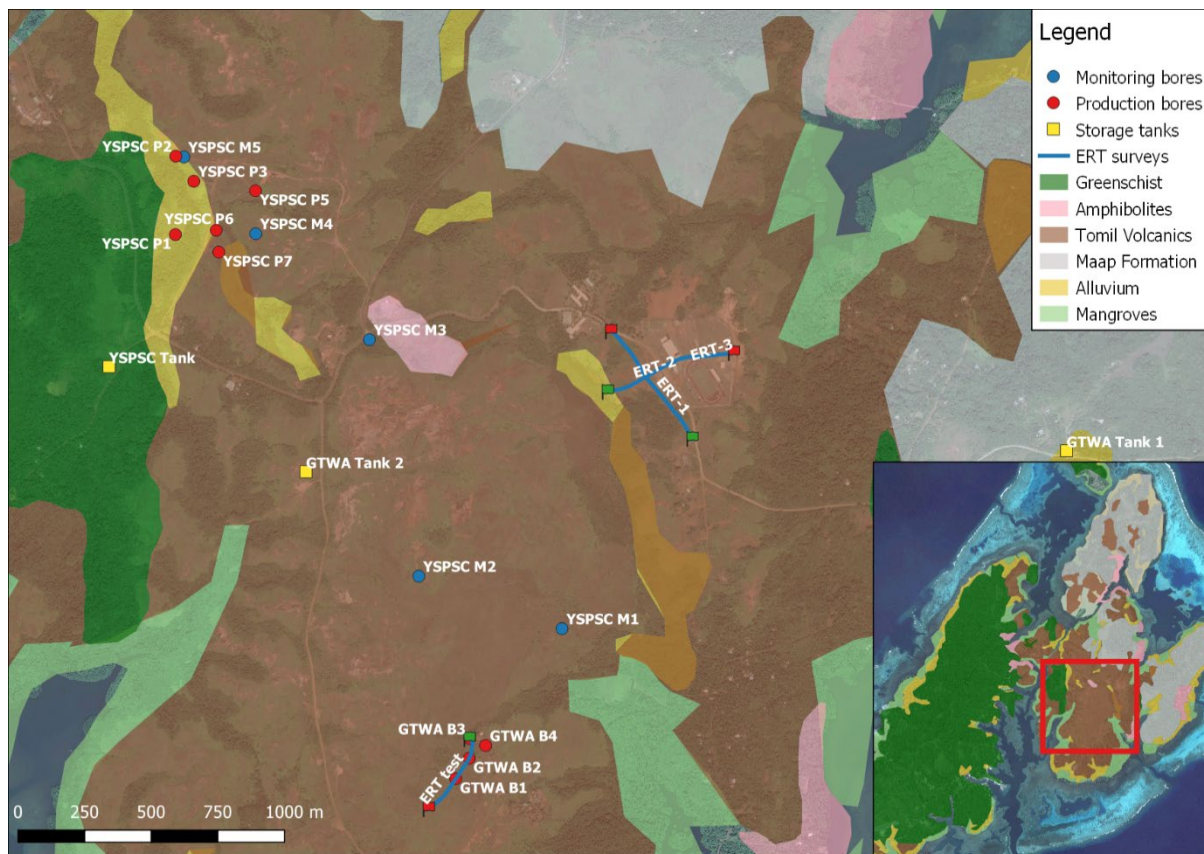 Legend
Monitoring bores
Production bores
Storage tanks
ERT surveys
Greenschist
Amphibolites
Tomil Volcanics
Maap Formation
Alluvium
Mangroves
YSPSC P2
YSPSC M5
YSPSC P3
YSPSC P5
YSPSC P6
YSPSC M4
YSPSC P1
YSPSC P7
YSPSC M3
YSPSC Tank
ERT-2
ERT-3
ERT-1
GTWA Tank 1
GTWA Tank 2
YSPSC M2
YSPSC M1
GTWA B3
GTWA B4
GTWA B2
ERT test
GTWA B1
0 250 500 750 1000 m